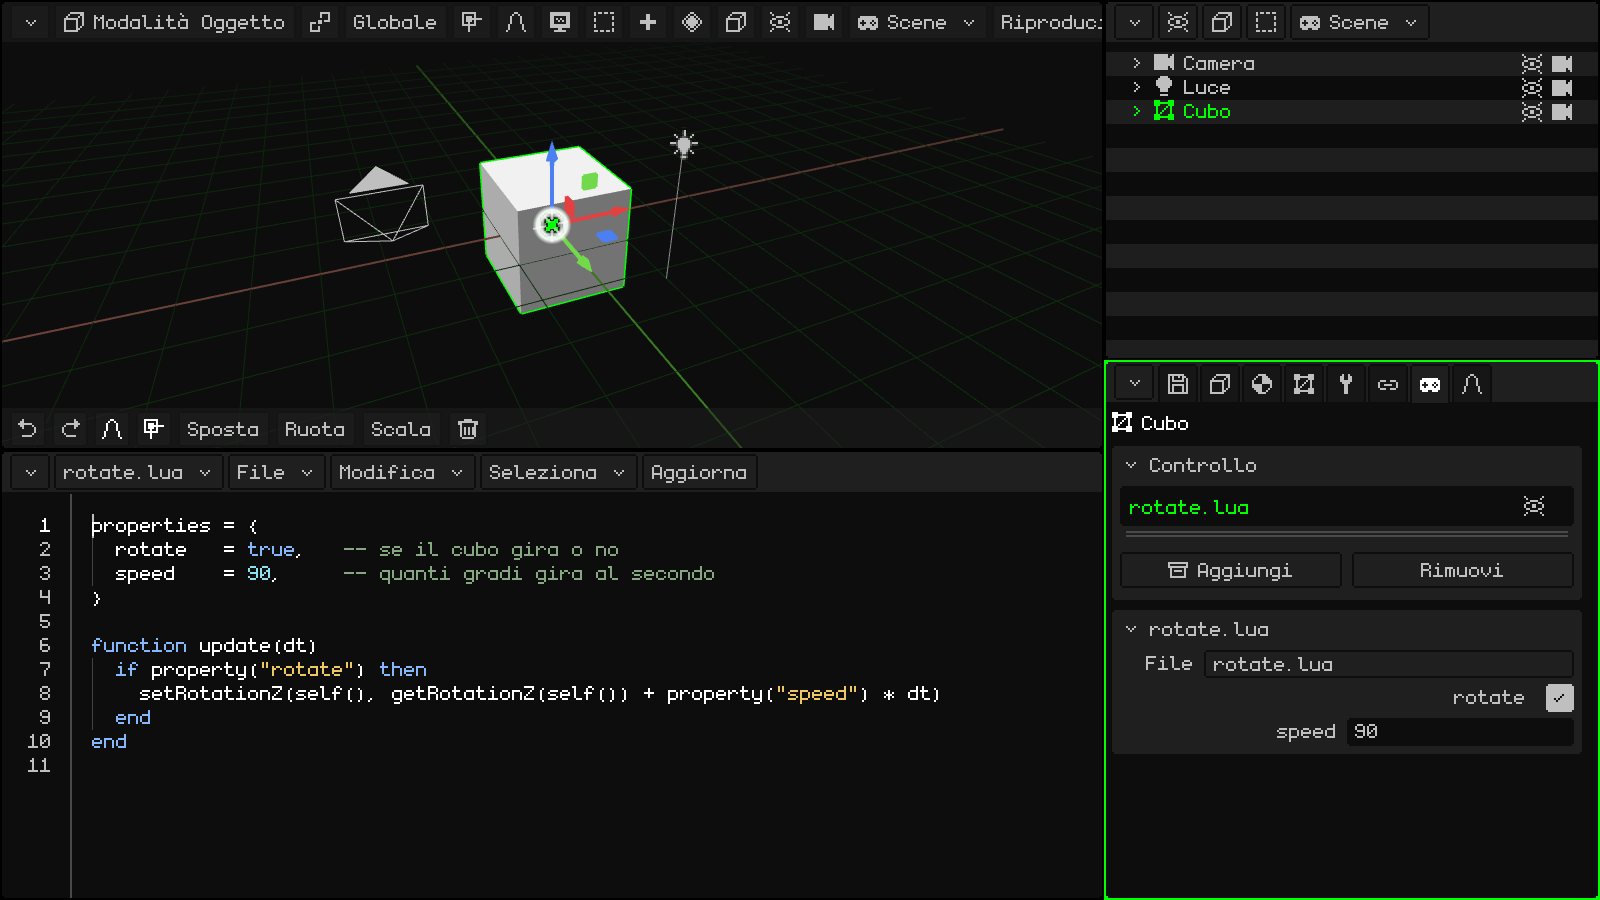 Modalità Oggetto Globale Scene Riproduci
Scene
Camera
Luce
Cubo
Sposta Ruota Scala
rotate.lua File Modifica Seleziona Aggiorna
1 properties = {
2 rotate = true, -- se il cubo gira o no
3 speed = 90, -- quanti gradi gira al secondo
4 }
5
6 function update(dt)
7 if property("rotate") then
8 setRotationZ(self(), getRotationZ(self()) + property("speed") * dt)
9 end
10 end
11
Cubo
Controllo
rotate.lua
Aggiungi Rimuovi
rotate.lua
File rotate.lua
rotate
speed 90